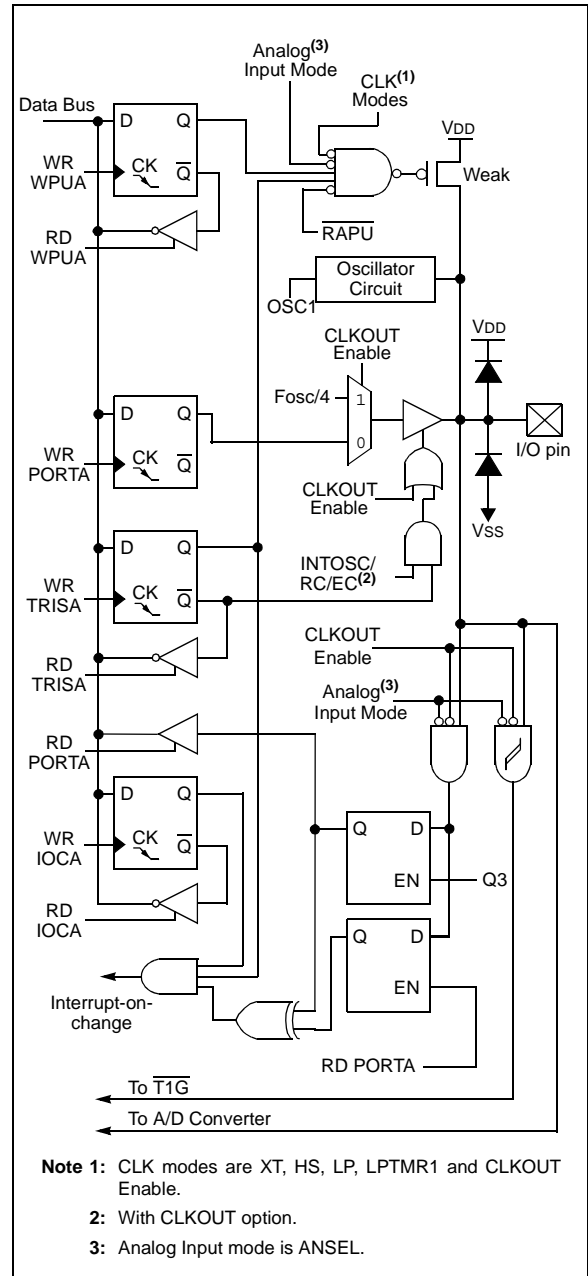 Analog(3)
Input Mode
CLK(1)
Modes
Data Bus
D
Q
VDD
WR
WPUA
CK
Q
Weak
RD
WPUA
RAPU
Oscillator
Circuit
OSC1
CLKOUT
Enable
VDD
Fosc/4
1
D
Q
0
I/O pin
WR
PORTA
CK
Q
CLKOUT
Enable
VSS
D
Q
INTOSC/
RC/EC(2)
WR
TRISA
CK
Q
CLKOUT
Enable
RD
TRISA
Analog(3)
Input Mode
RD
PORTA
D
Q
Q
D
WR
IOCA
CK
Q
EN
Q3
RD
IOCA
Q
D
EN
Interrupt-on-
change
RD PORTA
To T1G
To A/D Converter
Note 1: CLK modes are XT, HS, LP, LPTMR1 and CLKOUT
Enable.
2: With CLKOUT option.
3: Analog Input mode is ANSEL.